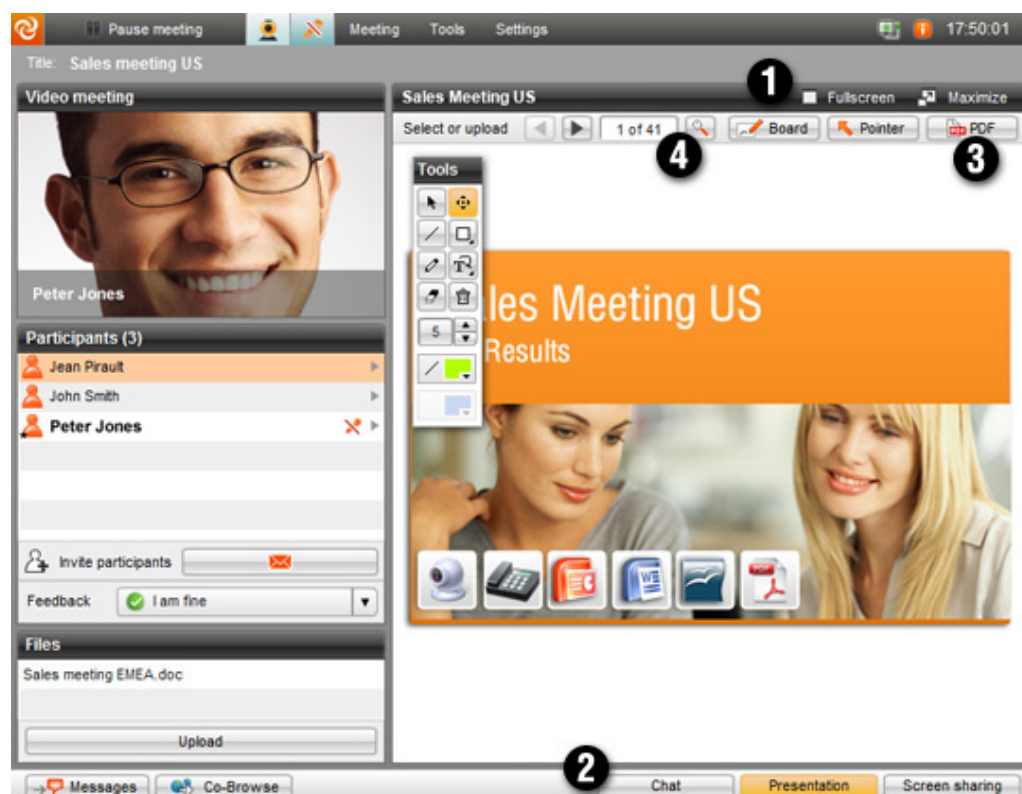 Pause meeting
Meeting
Tools
Settings
17:50:01
Title: Sales meeting US
Video meeting
Peter Jones
Participants (3)
Jean Pirault
John Smith
Peter Jones
Invite participants
Feedback
I am fine
Files
Sales meeting EMEA.doc
Upload
Messages
Co-Browse
Sales Meeting US
1
Fullscreen
Maximize
Select or upload
1 of 41
Board
Pointer
PDF
4
3
Tools
5
les Meeting US
Results
2
Chat
Presentation
Screen sharing